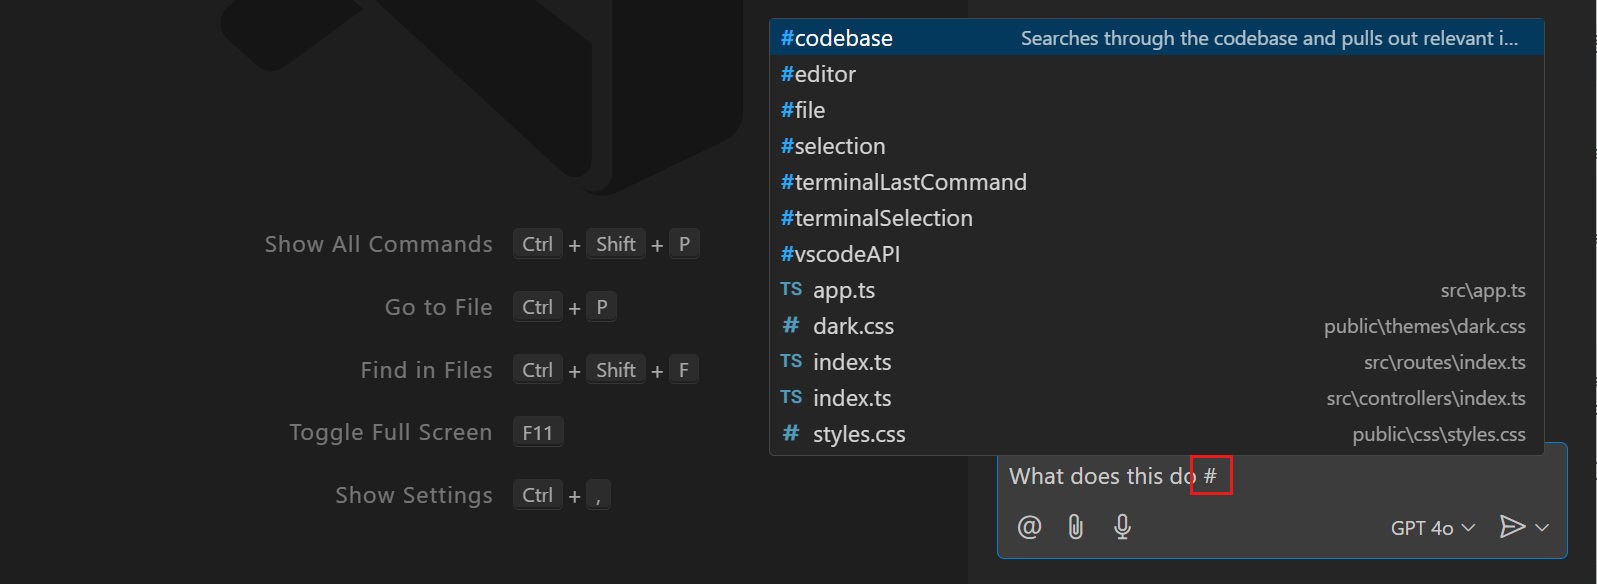 #codebase Searches through the codebase and pulls out relevant i...
#editor
#file
#selection
#terminalLastCommand
#terminalSelection
#vscodeAPI
TS app.ts src\app.ts
# dark.css public\themes\dark.css
TS index.ts src\routes\index.ts
TS index.ts src\controllers\index.ts
# styles.css public\css\styles.css
Show All Commands Ctrl + Shift + P
Go to File Ctrl + P
Find in Files Ctrl + Shift + F
Toggle Full Screen F11
Show Settings Ctrl + ,
What does this do #
@ GPT 4o